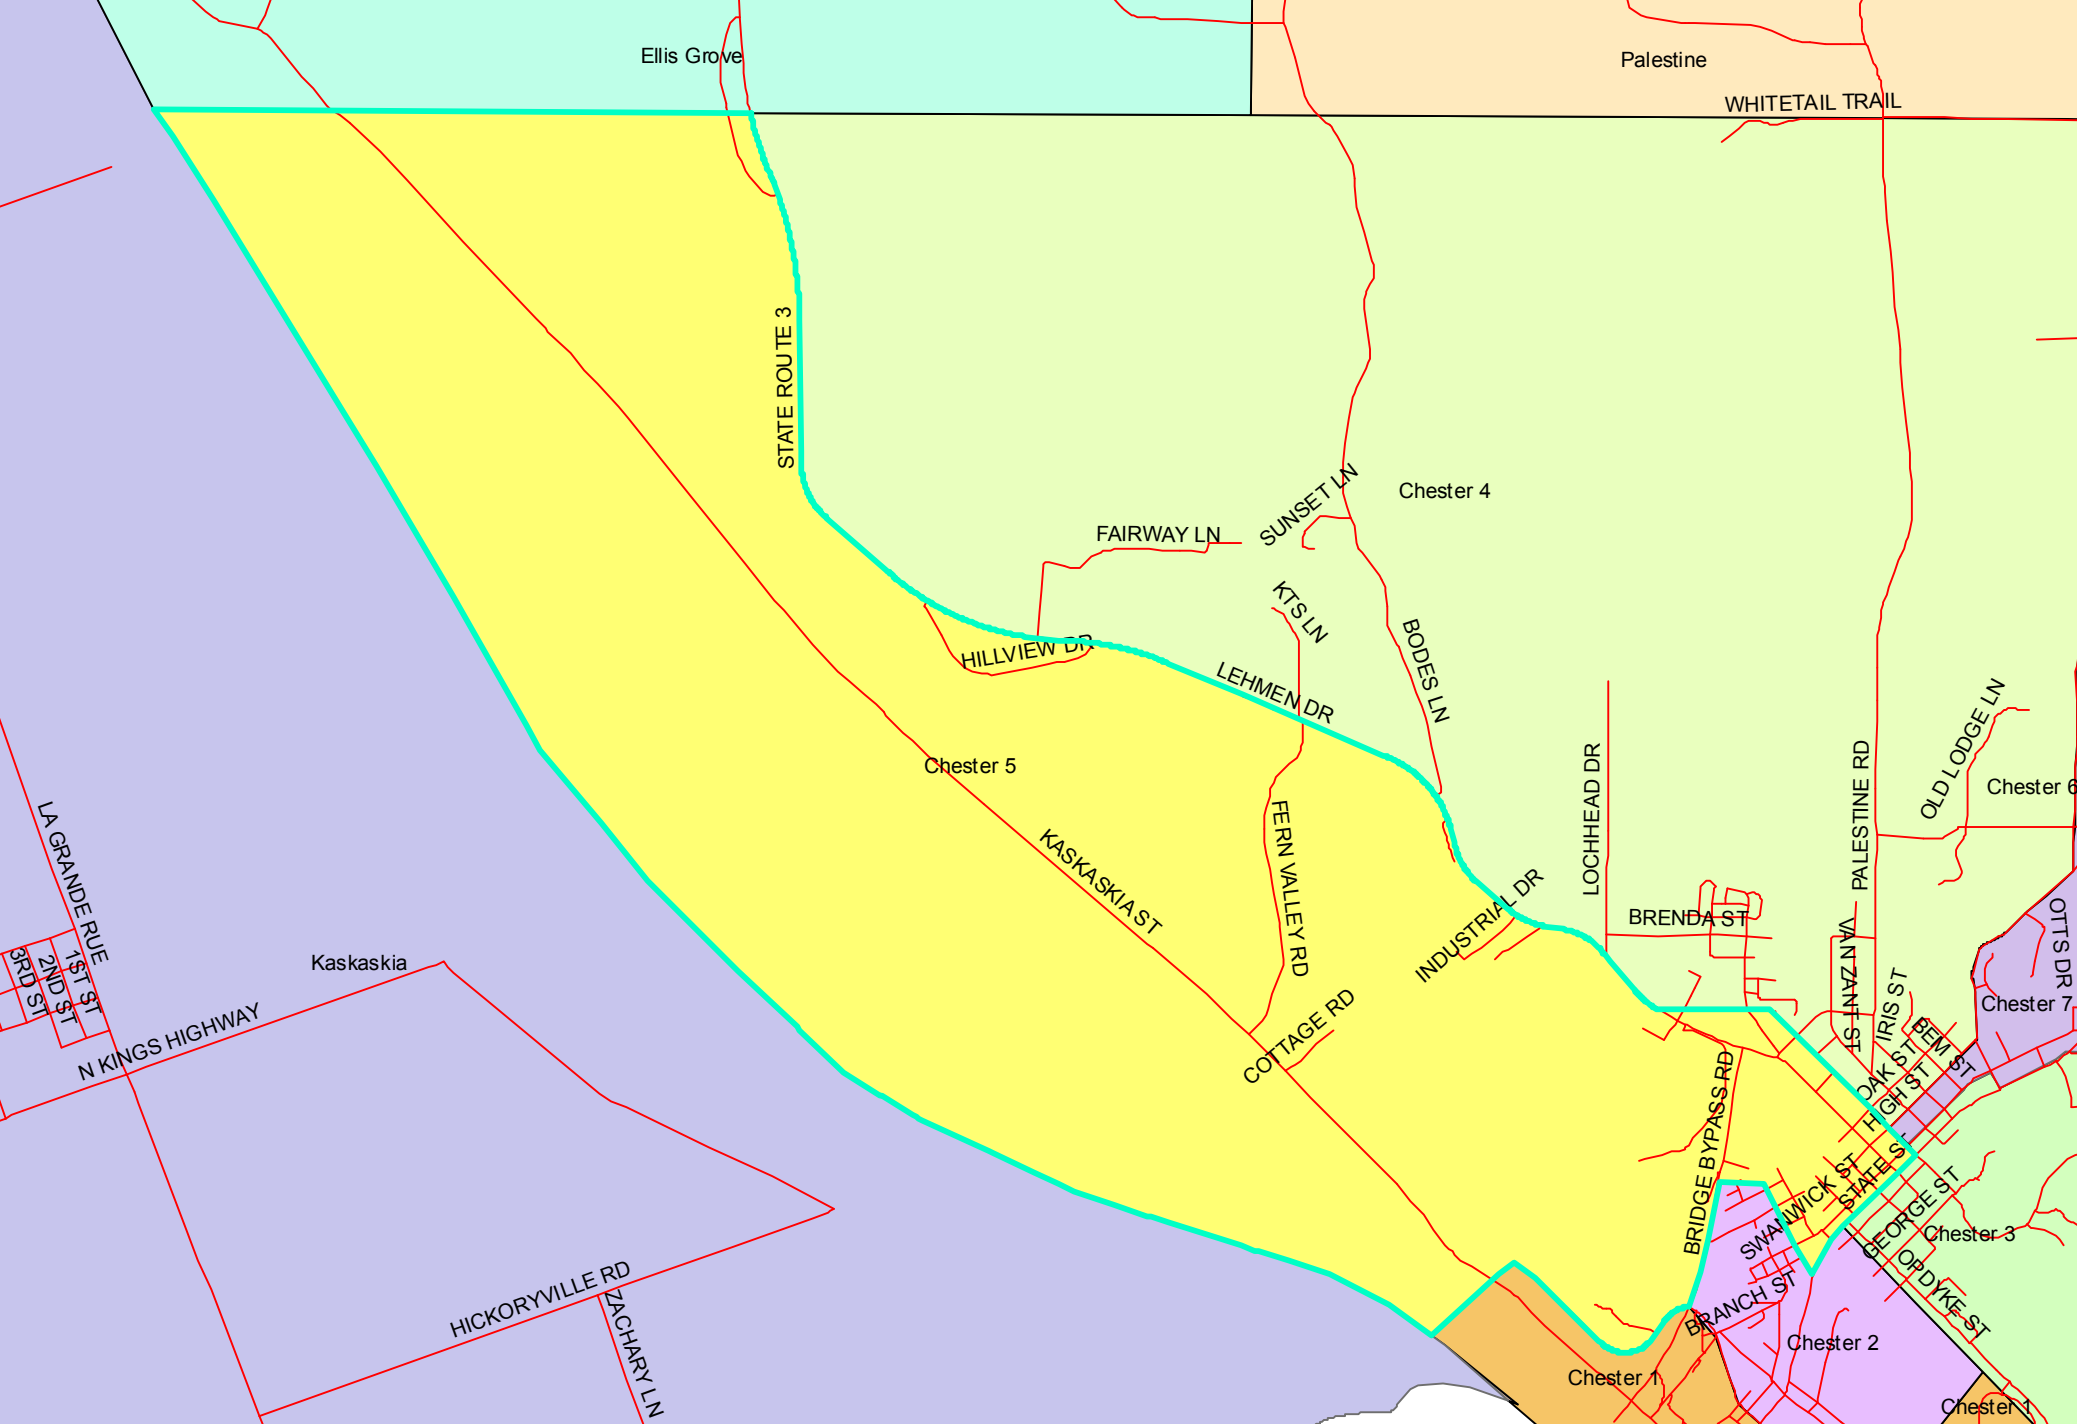 Ellis Grove
Palestine
WHITETAIL TRAIL
STATE ROUTE 3
Chester 4
SUNSET LN
FAIRWAY LN
KTS LN
HILLVIEW DR
LEHMEN DR
BODES LN
Chester 5
KASKASKIA ST
FERN VALLEY RD
LOCHHEAD DR
PALESTINE RD
OLD LODGE LN
Chester 6
INDUSTRIAL DR
BRENDA ST
VAN ZANT ST
IRIS ST
OTTS DR
Chester 7
BEM ST
OAK ST
HIGH ST
COTTAGE RD
BRIDGE BYPASS RD
LA GRANDE RUE
1ST ST
2ND ST
3RD ST
Kaskaskia
N KINGS HIGHWAY
SWANWICK ST
STATE S
GEORGE ST
Chester 3
OPDYKE ST
BRANCH ST
Chester 2
HICKORYVILLE RD
ZACHARY LN
Chester 1
Chester 1